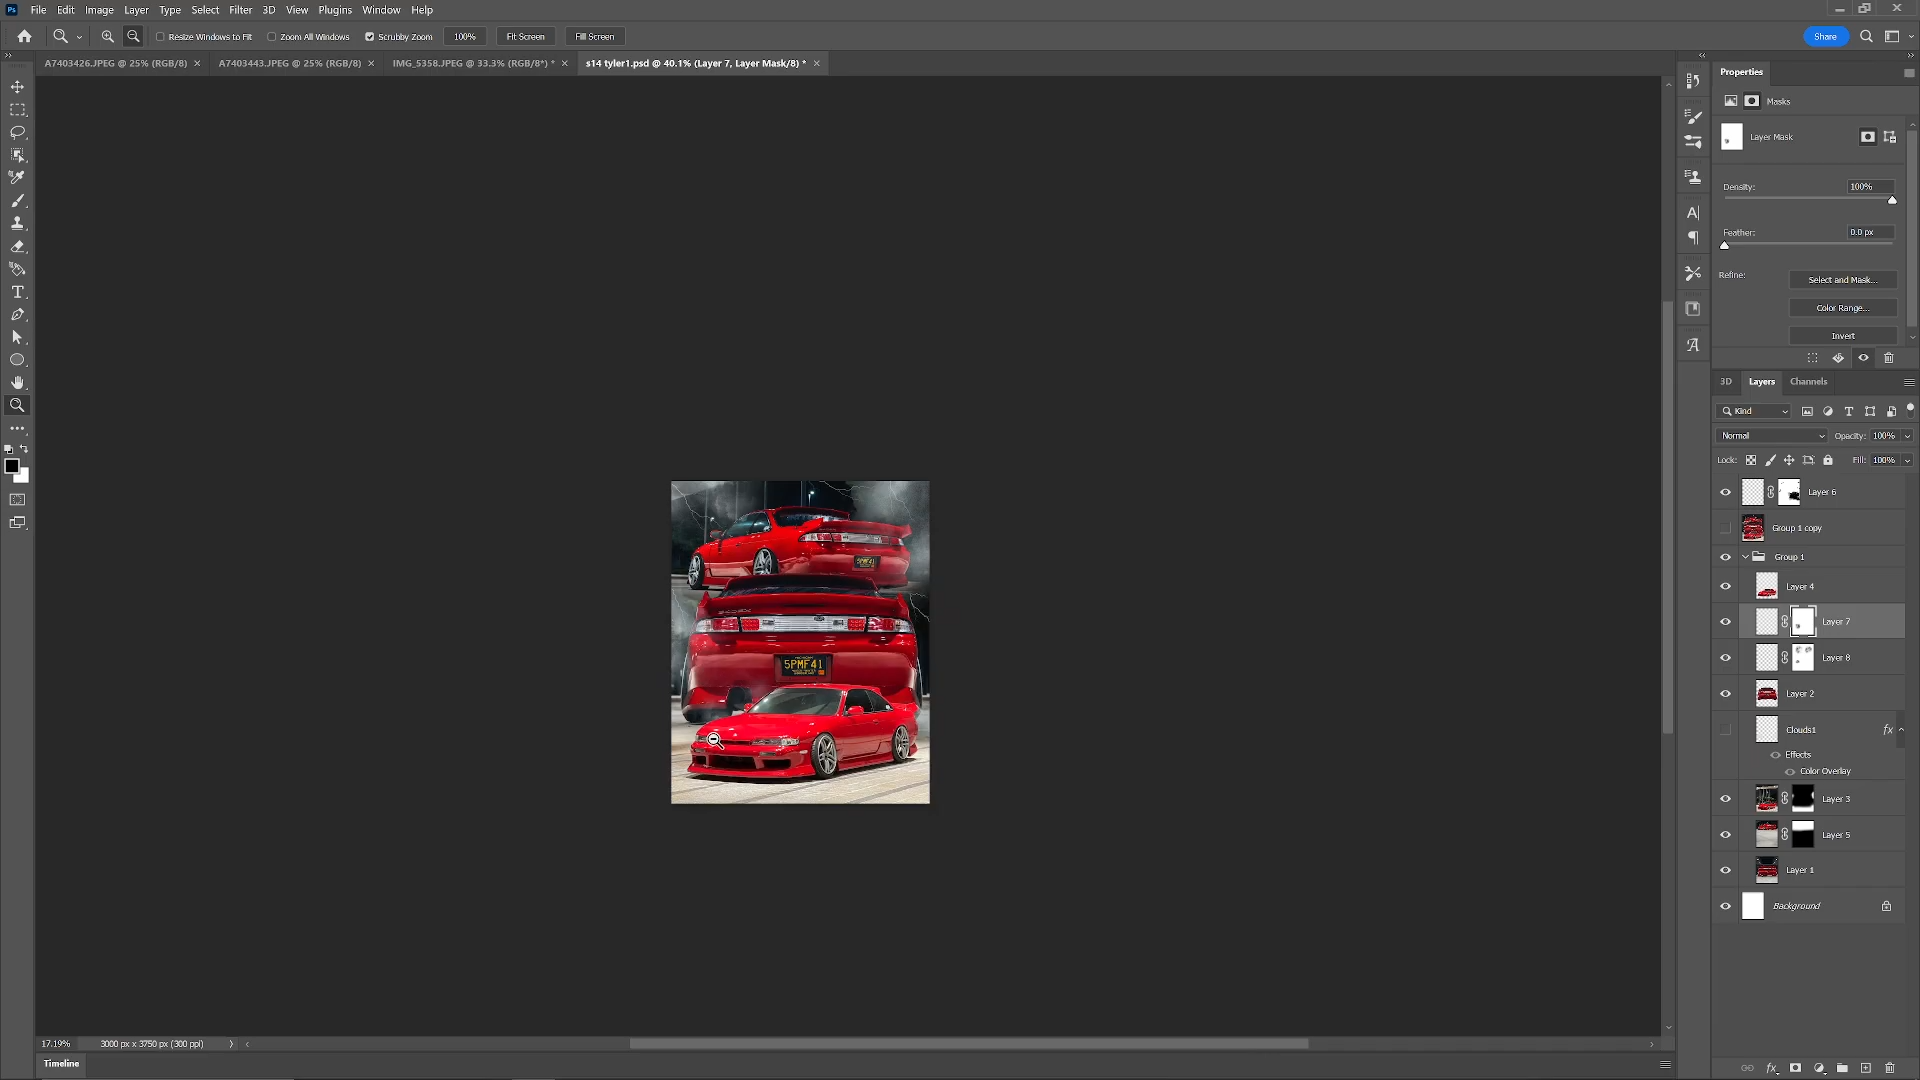 File Edit Image Layer Type Select Filter 3D View Plugins Window Help
Resize Windows to Fit Zoom All Windows Scrubby Zoom 100% Fit Screen Fill Screen Share
A7403426.JPEG @ 25% (RGB/8) A7403443.JPEG @ 25% (RGB/8) IMG_5358.JPEG @ 33.3% (RGB/8*) * s14 tyler1.psd @ 40.1% (Layer 7, Layer Mask/8) *
Properties
Masks
Layer Mask
Density: 100%
Feather: 0.0 px
Refine: Select and Mask...
Color Range...
Invert
3D Layers Channels
Kind
Normal Opacity: 100%
Lock: Fill: 100%
Layer 6
Group 1 copy
Group 1
Layer 4
Layer 7
Layer 8
Layer 2
Clouds1 fx
Effects
Color Overlay
Layer 3
Layer 5
Layer 1
Background
5PMF41
17.19% 3000 px x 3750 px (300 ppi)
Timeline